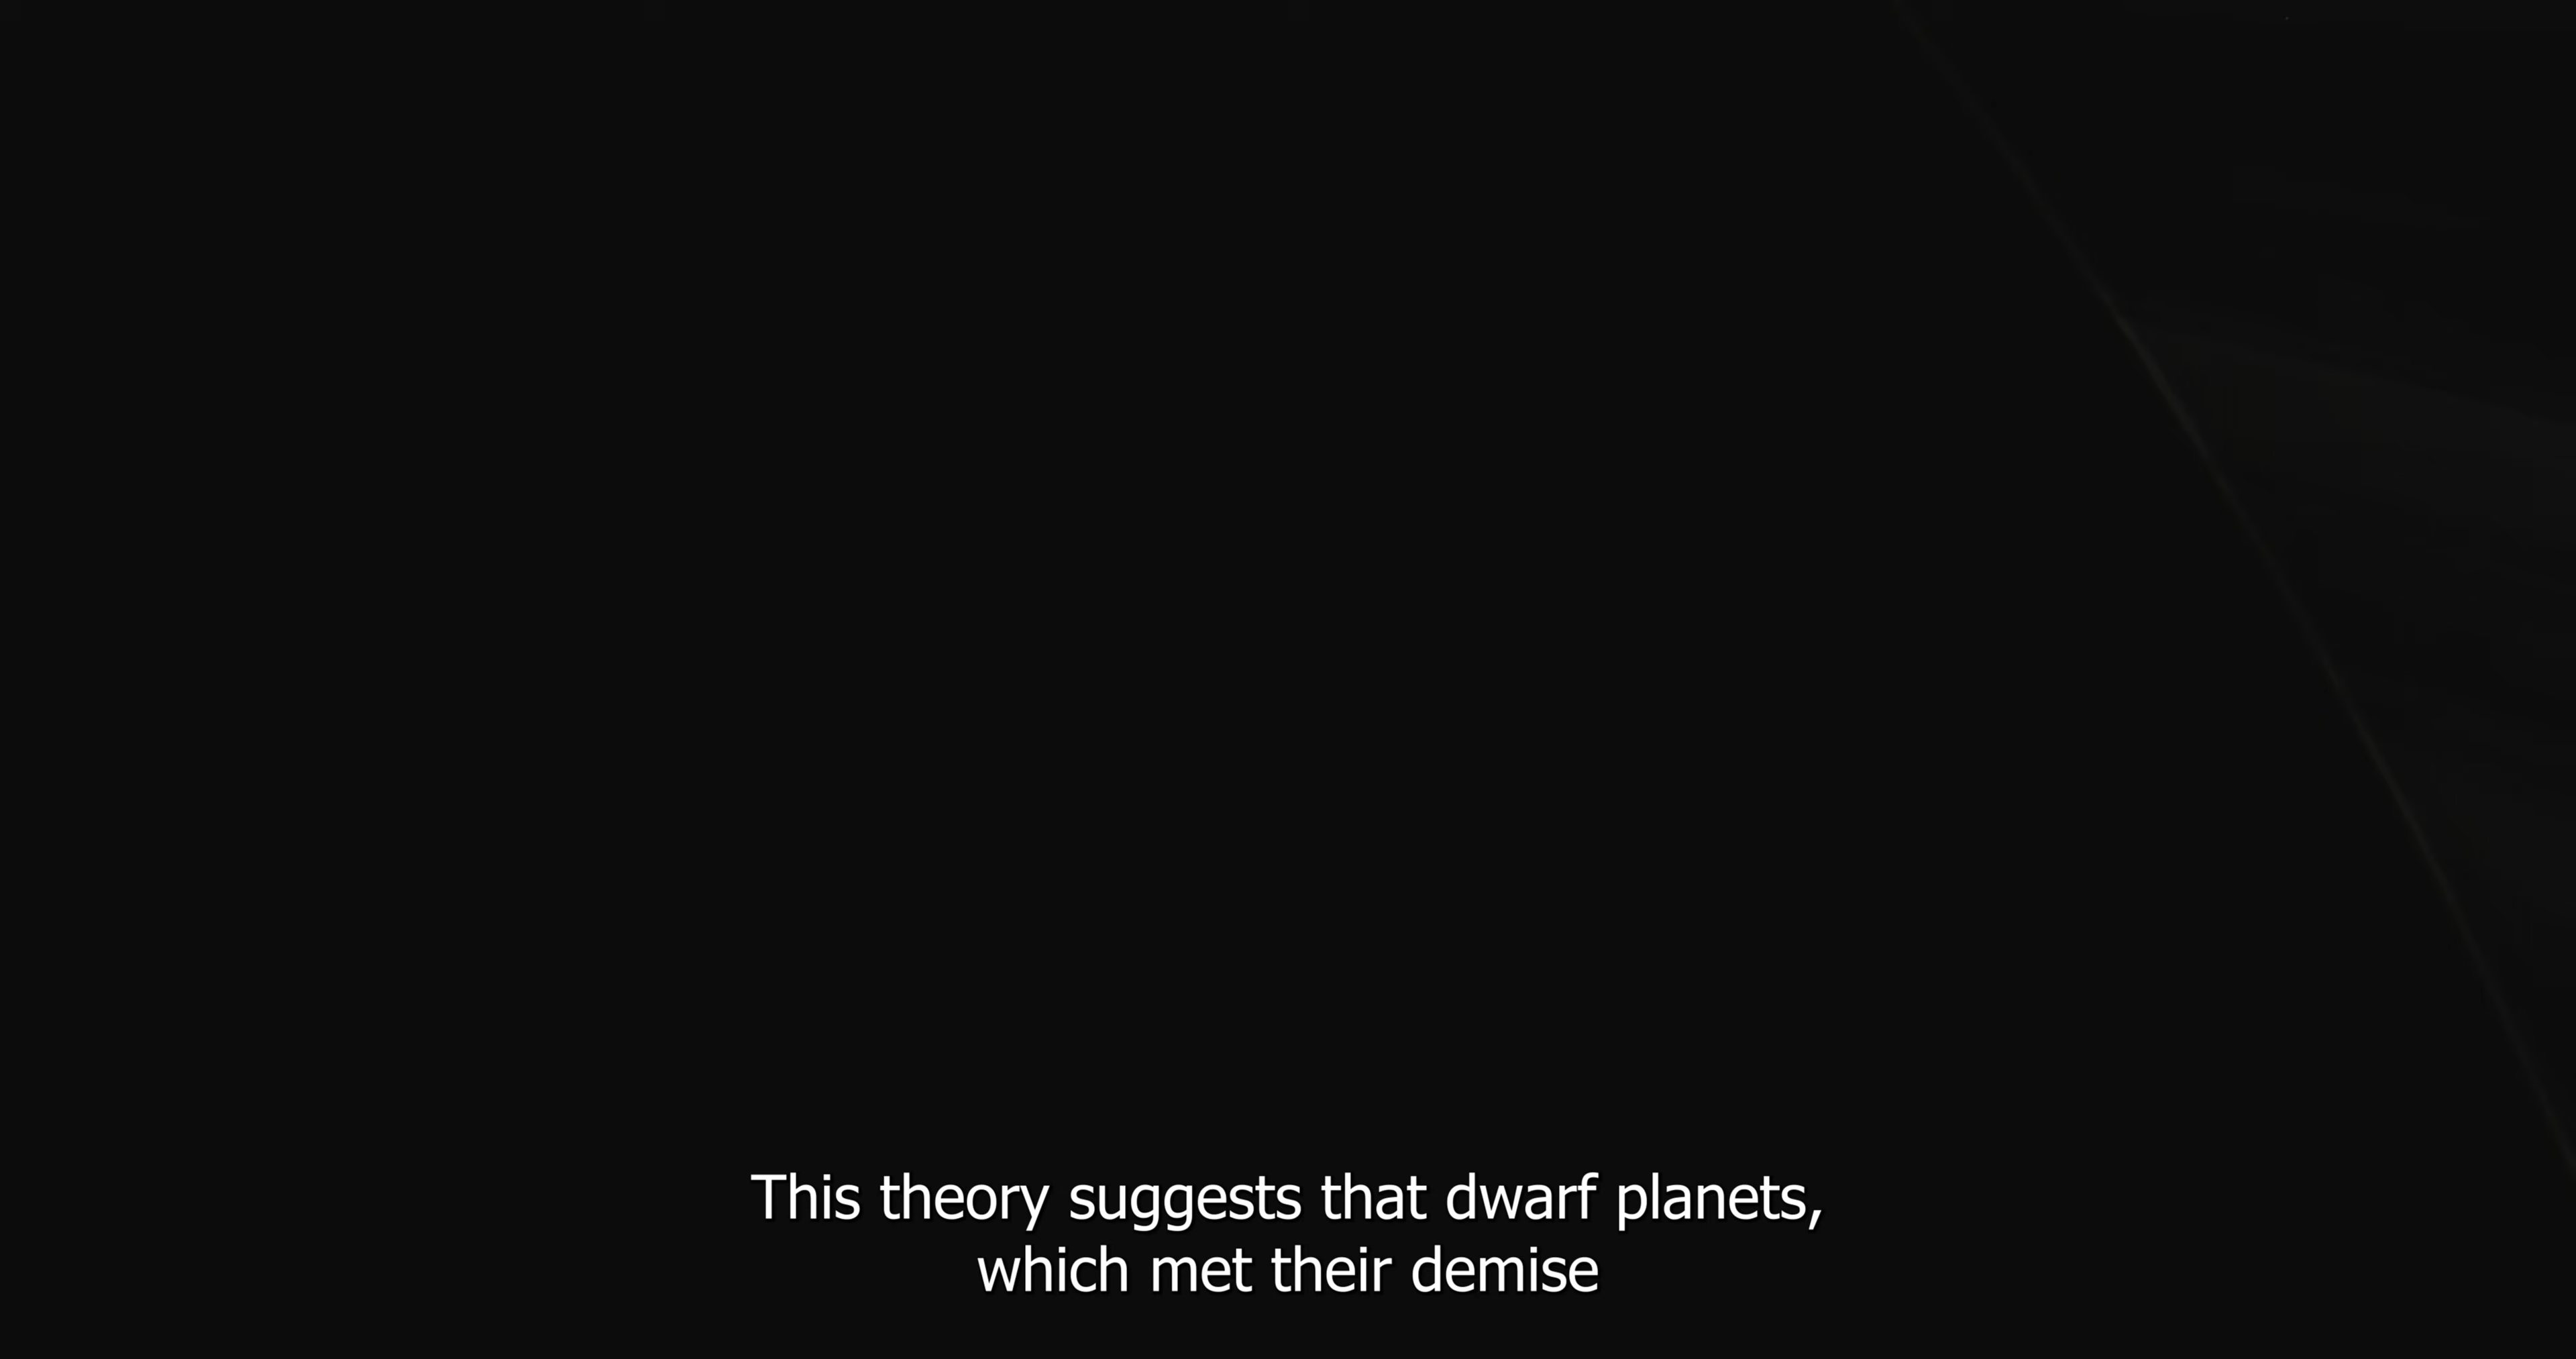 This theory suggests that dwarf planets,
which met their demise